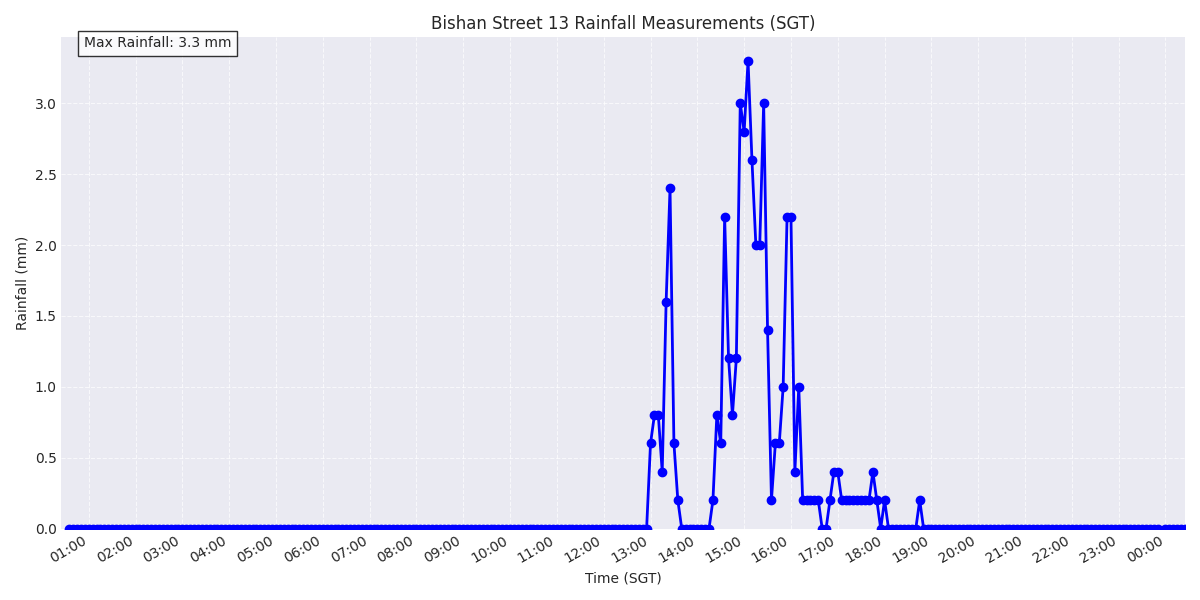 Bishan Street 13 Rainfall Measurements (SGT)
Max Rainfall: 3.3 mm
Rainfall (mm)
3.0
2.5
2.0
1.5
1.0
0.5
0.0
01:00 02:00 03:00 04:00 05:00 06:00 07:00 08:00 09:00 10:00 11:00 12:00 13:00 14:00 15:00 16:00 17:00 18:00 19:00 20:00 21:00 22:00 23:00 00:00
Time (SGT)